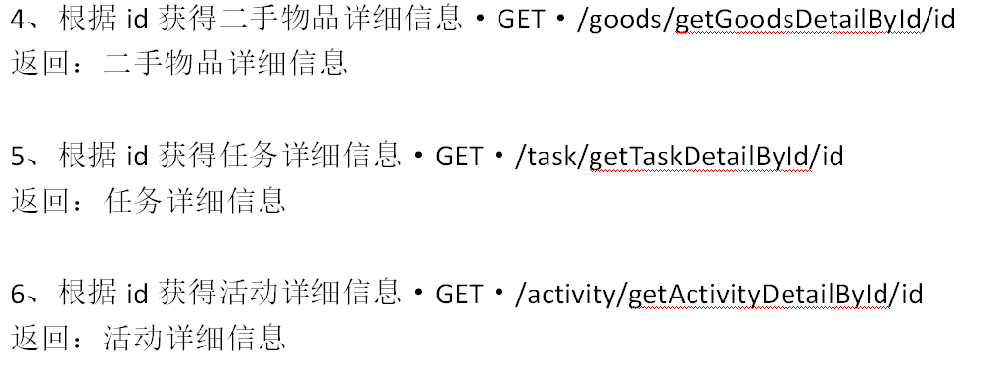 4、根据 id 获得二手物品详细信息・GET・/goods/getGoodsDetailById/id
返回：二手物品详细信息
5、根据 id 获得任务详细信息・GET・/task/getTaskDetailById/id
返回：任务详细信息
6、根据 id 获得活动详细信息・GET・/activity/getActivityDetailById/id
返回：活动详细信息